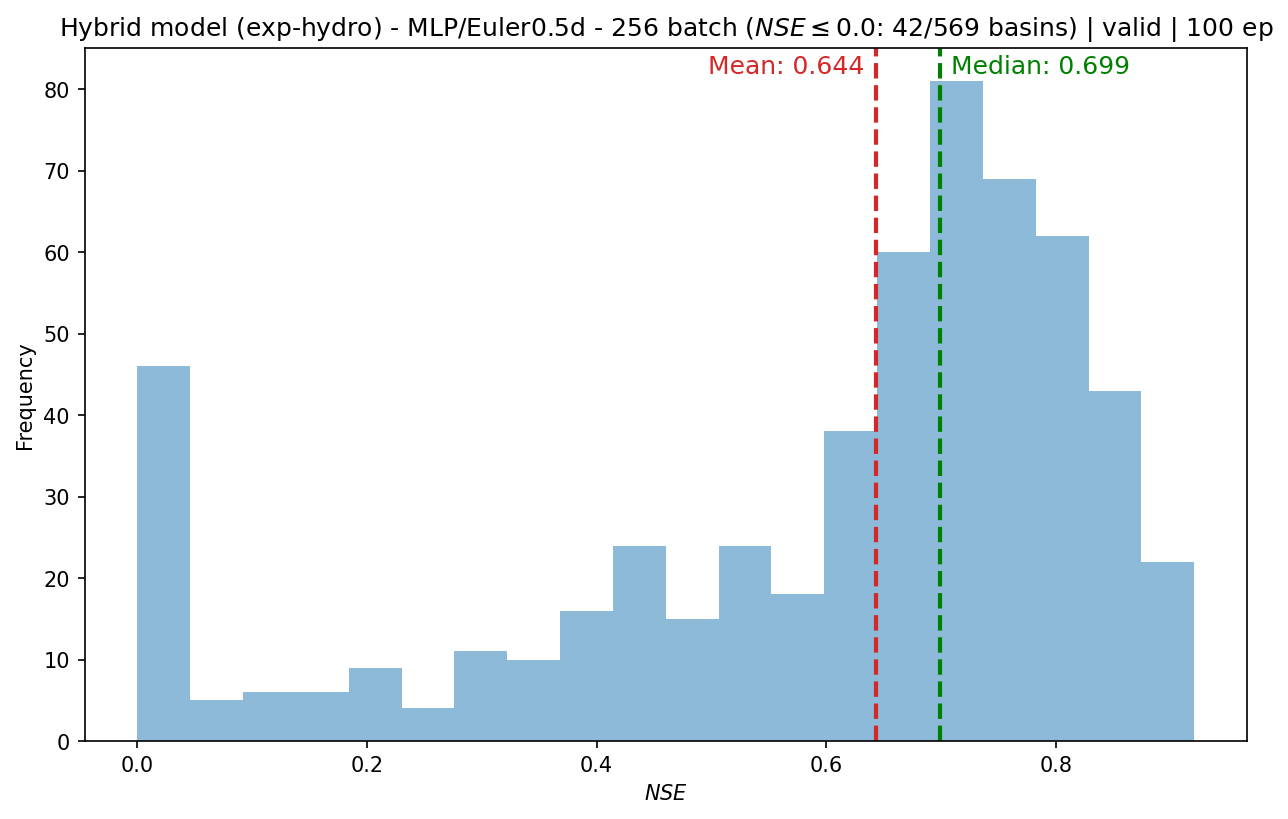 Hybrid model (exp-hydro) - MLP/Euler0.5d - 256 batch (NSE ≤ 0.0: 42/569 basins) | valid | 100 ep
Mean: 0.644
Median: 0.699
80
70
60
50
40
30
20
10
0
Frequency
0.0
0.2
0.4
0.6
0.8
NSE